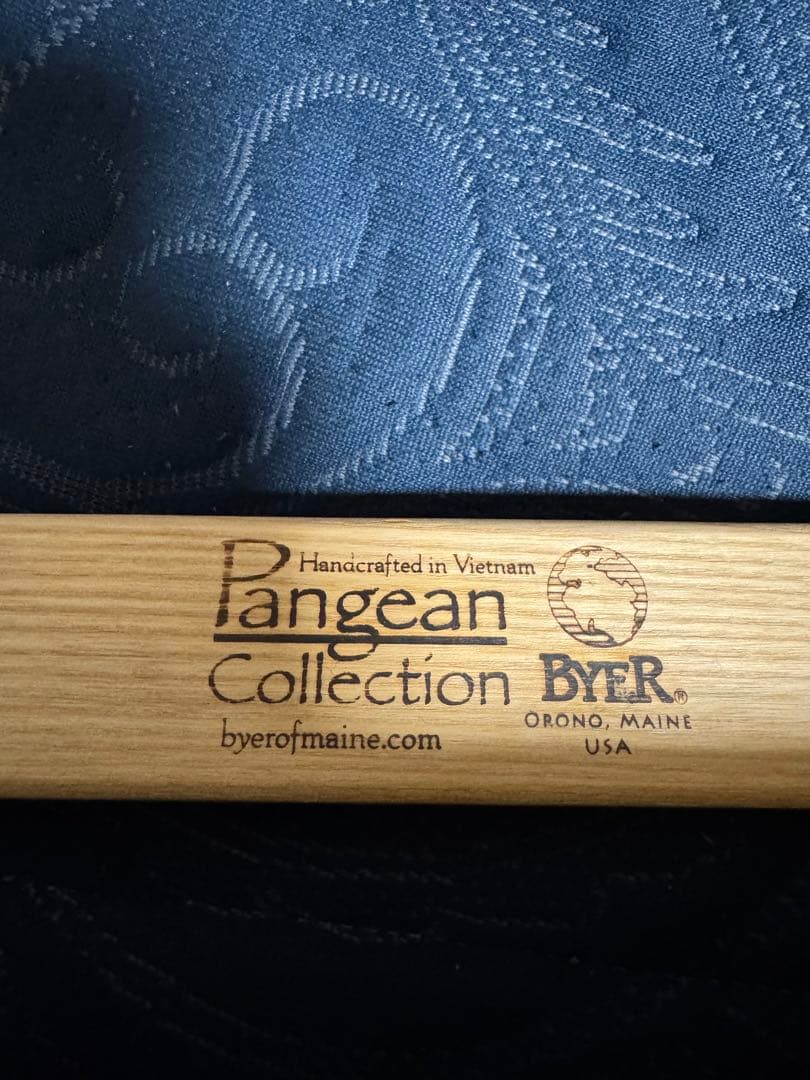 Handcrafted in Vietnam
Pangean
Collection
byerofmaine.com
BYER®
ORONO, MAINE
USA